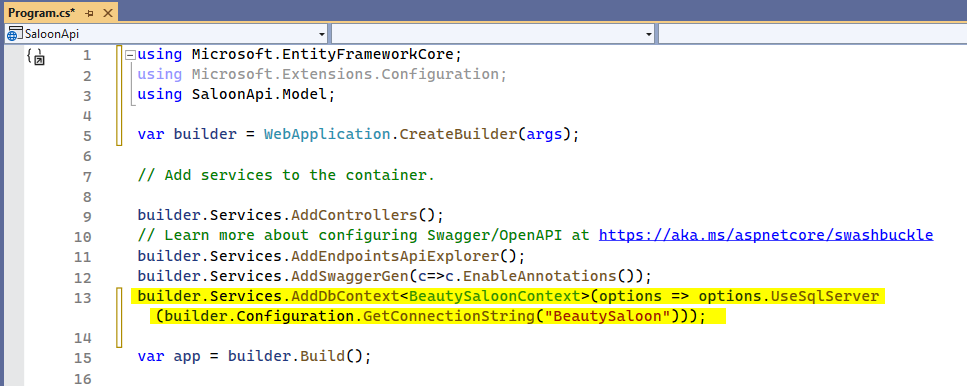 Program.cs*
SaloonApi
1 using Microsoft.EntityFrameworkCore;
2 using Microsoft.Extensions.Configuration;
3 using SaloonApi.Model;
4
5 var builder = WebApplication.CreateBuilder(args);
6
7 // Add services to the container.
8
9 builder.Services.AddControllers();
10 // Learn more about configuring Swagger/OpenAPI at https://aka.ms/aspnetcore/swashbuckle
11 builder.Services.AddEndpointsApiExplorer();
12 builder.Services.AddSwaggerGen(c=>c.EnableAnnotations());
13 builder.Services.AddDbContext<BeautySaloonContext>(options => options.UseSqlServer
(builder.Configuration.GetConnectionString("BeautySaloon")));
14
15 var app = builder.Build();
16